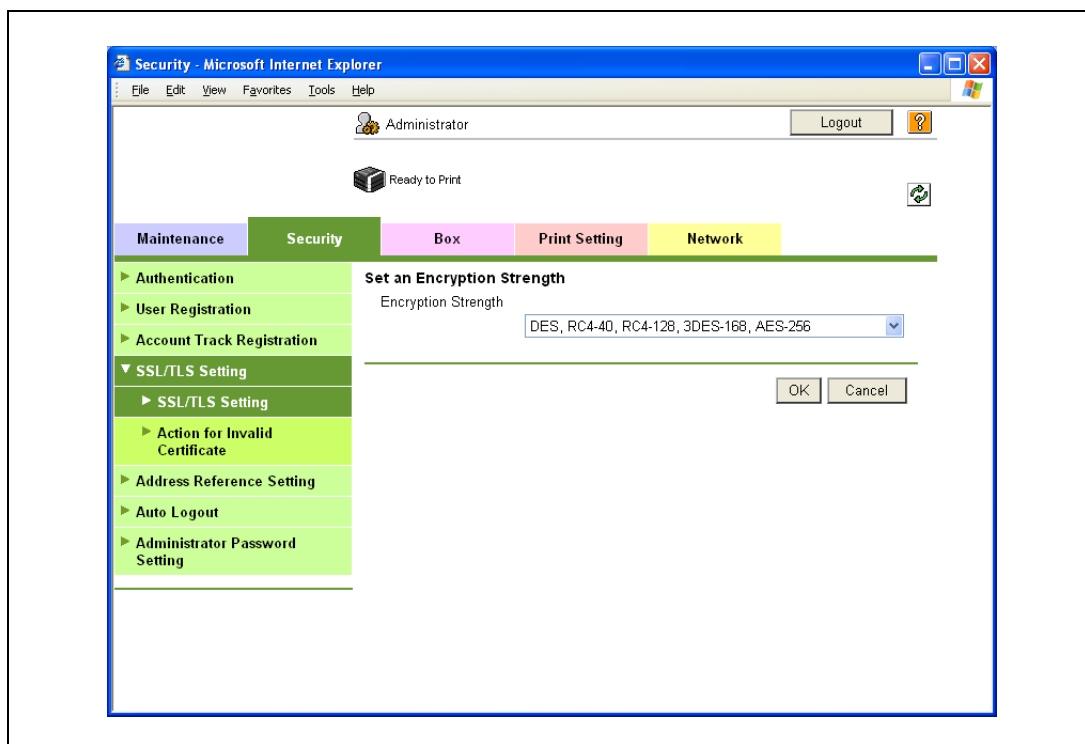 Security - Microsoft Internet Explorer
File Edit View Favorites Tools Help
Administrator
Logout
?
Ready to Print
Maintenance Security Box Print Setting Network
Authentication
User Registration
Account Track Registration
SSL/TLS Setting
SSL/TLS Setting
Action for Invalid
Certificate
Address Reference Setting
Auto Logout
Administrator Password
Setting
Set an Encryption Strength
Encryption Strength
DES, RC4-40, RC4-128, 3DES-168, AES-256
OK Cancel